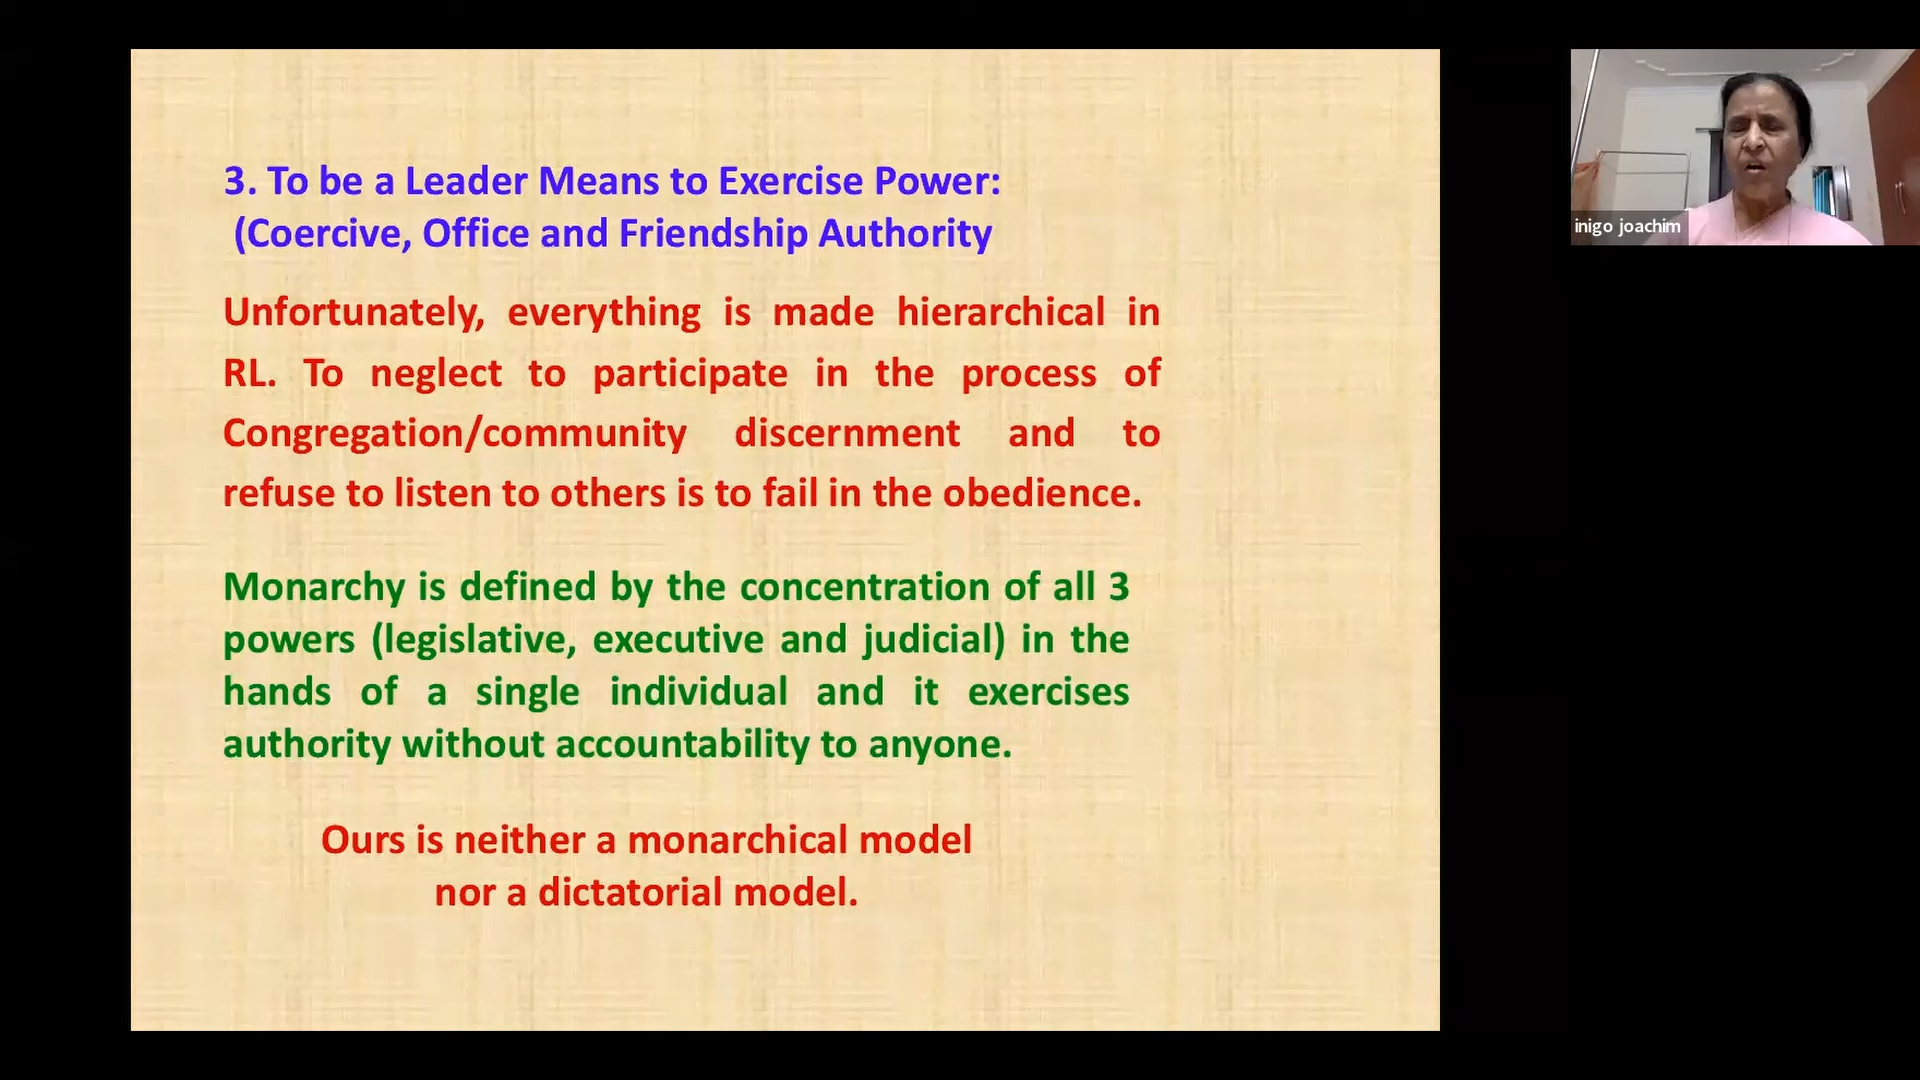 3. To be a Leader Means to Exercise Power:
(Coercive, Office and Friendship Authority
Unfortunately, everything is made hierarchical in
RL. To neglect to participate in the process of
Congregation/community discernment and to
refuse to listen to others is to fail in the obedience.
Monarchy is defined by the concentration of all 3
powers (legislative, executive and judicial) in the
hands of a single individual and it exercises
authority without accountability to anyone.
Ours is neither a monarchical model
nor a dictatorial model.
inigo joachim